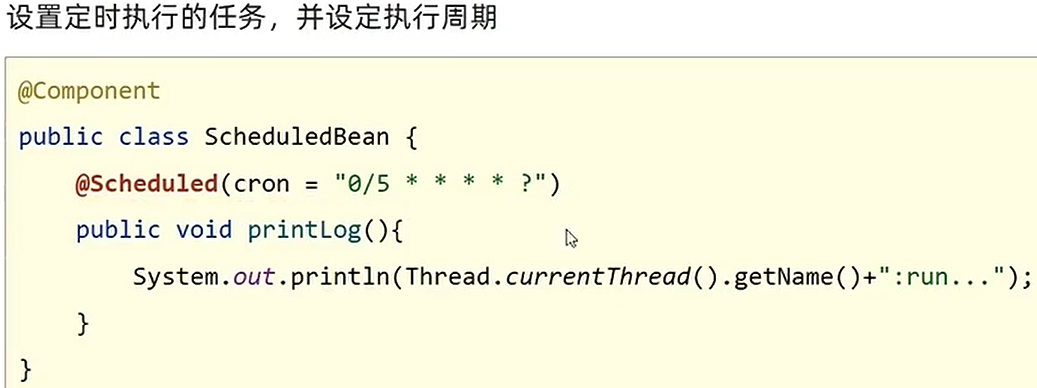 设置定时执行的任务，并设定执行周期
@Component
public class ScheduledBean {
@Scheduled(cron = "0/5 * * * * ?")
public void printLog(){
System.out.println(Thread.currentThread().getName()+":run...");
}
}